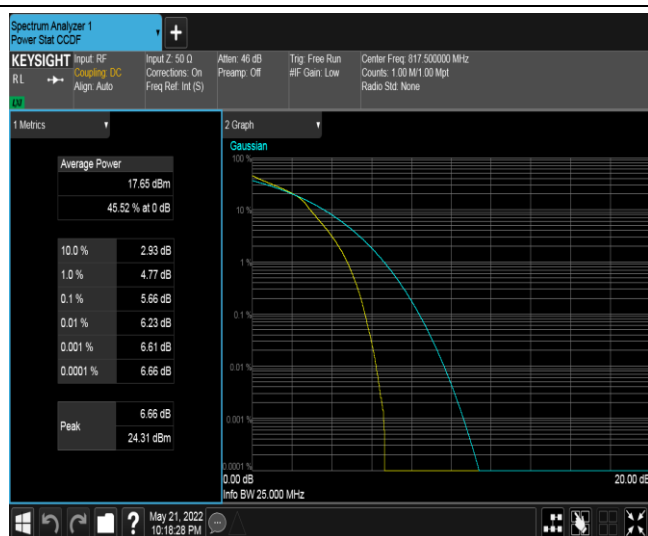 Spectrum Analyzer 1
Power Stat CCDF
+
KEYSIGHT
RL
LXI
Input: RF
Coupling: DC
Align: Auto
Input Z: 50 Ω
Corrections: On
Freq Ref: Int (S)
Atten: 46 dB
Preamp: Off
Trig: Free Run
#IF Gain: Low
Center Freq: 817.500000 MHz
Counts: 1.00 M/1.00 Mpt
Radio Std: None
1 Metrics
Average Power
17.65 dBm
45.52 % at 0 dB
10.0 % 2.93 dB
1.0 % 4.77 dB
0.1 % 5.66 dB
0.01 % 6.23 dB
0.001 % 6.61 dB
0.0001 % 6.66 dB
Peak
6.66 dB
24.31 dBm
2 Graph
Gaussian
100 %
10 %
1 %
0.1 %
0.01 %
0.001 %
0.0001 %
0.00 dB
20.00 dB
Info BW 25.000 MHz
?
May 21, 2022
10:18:28 PM